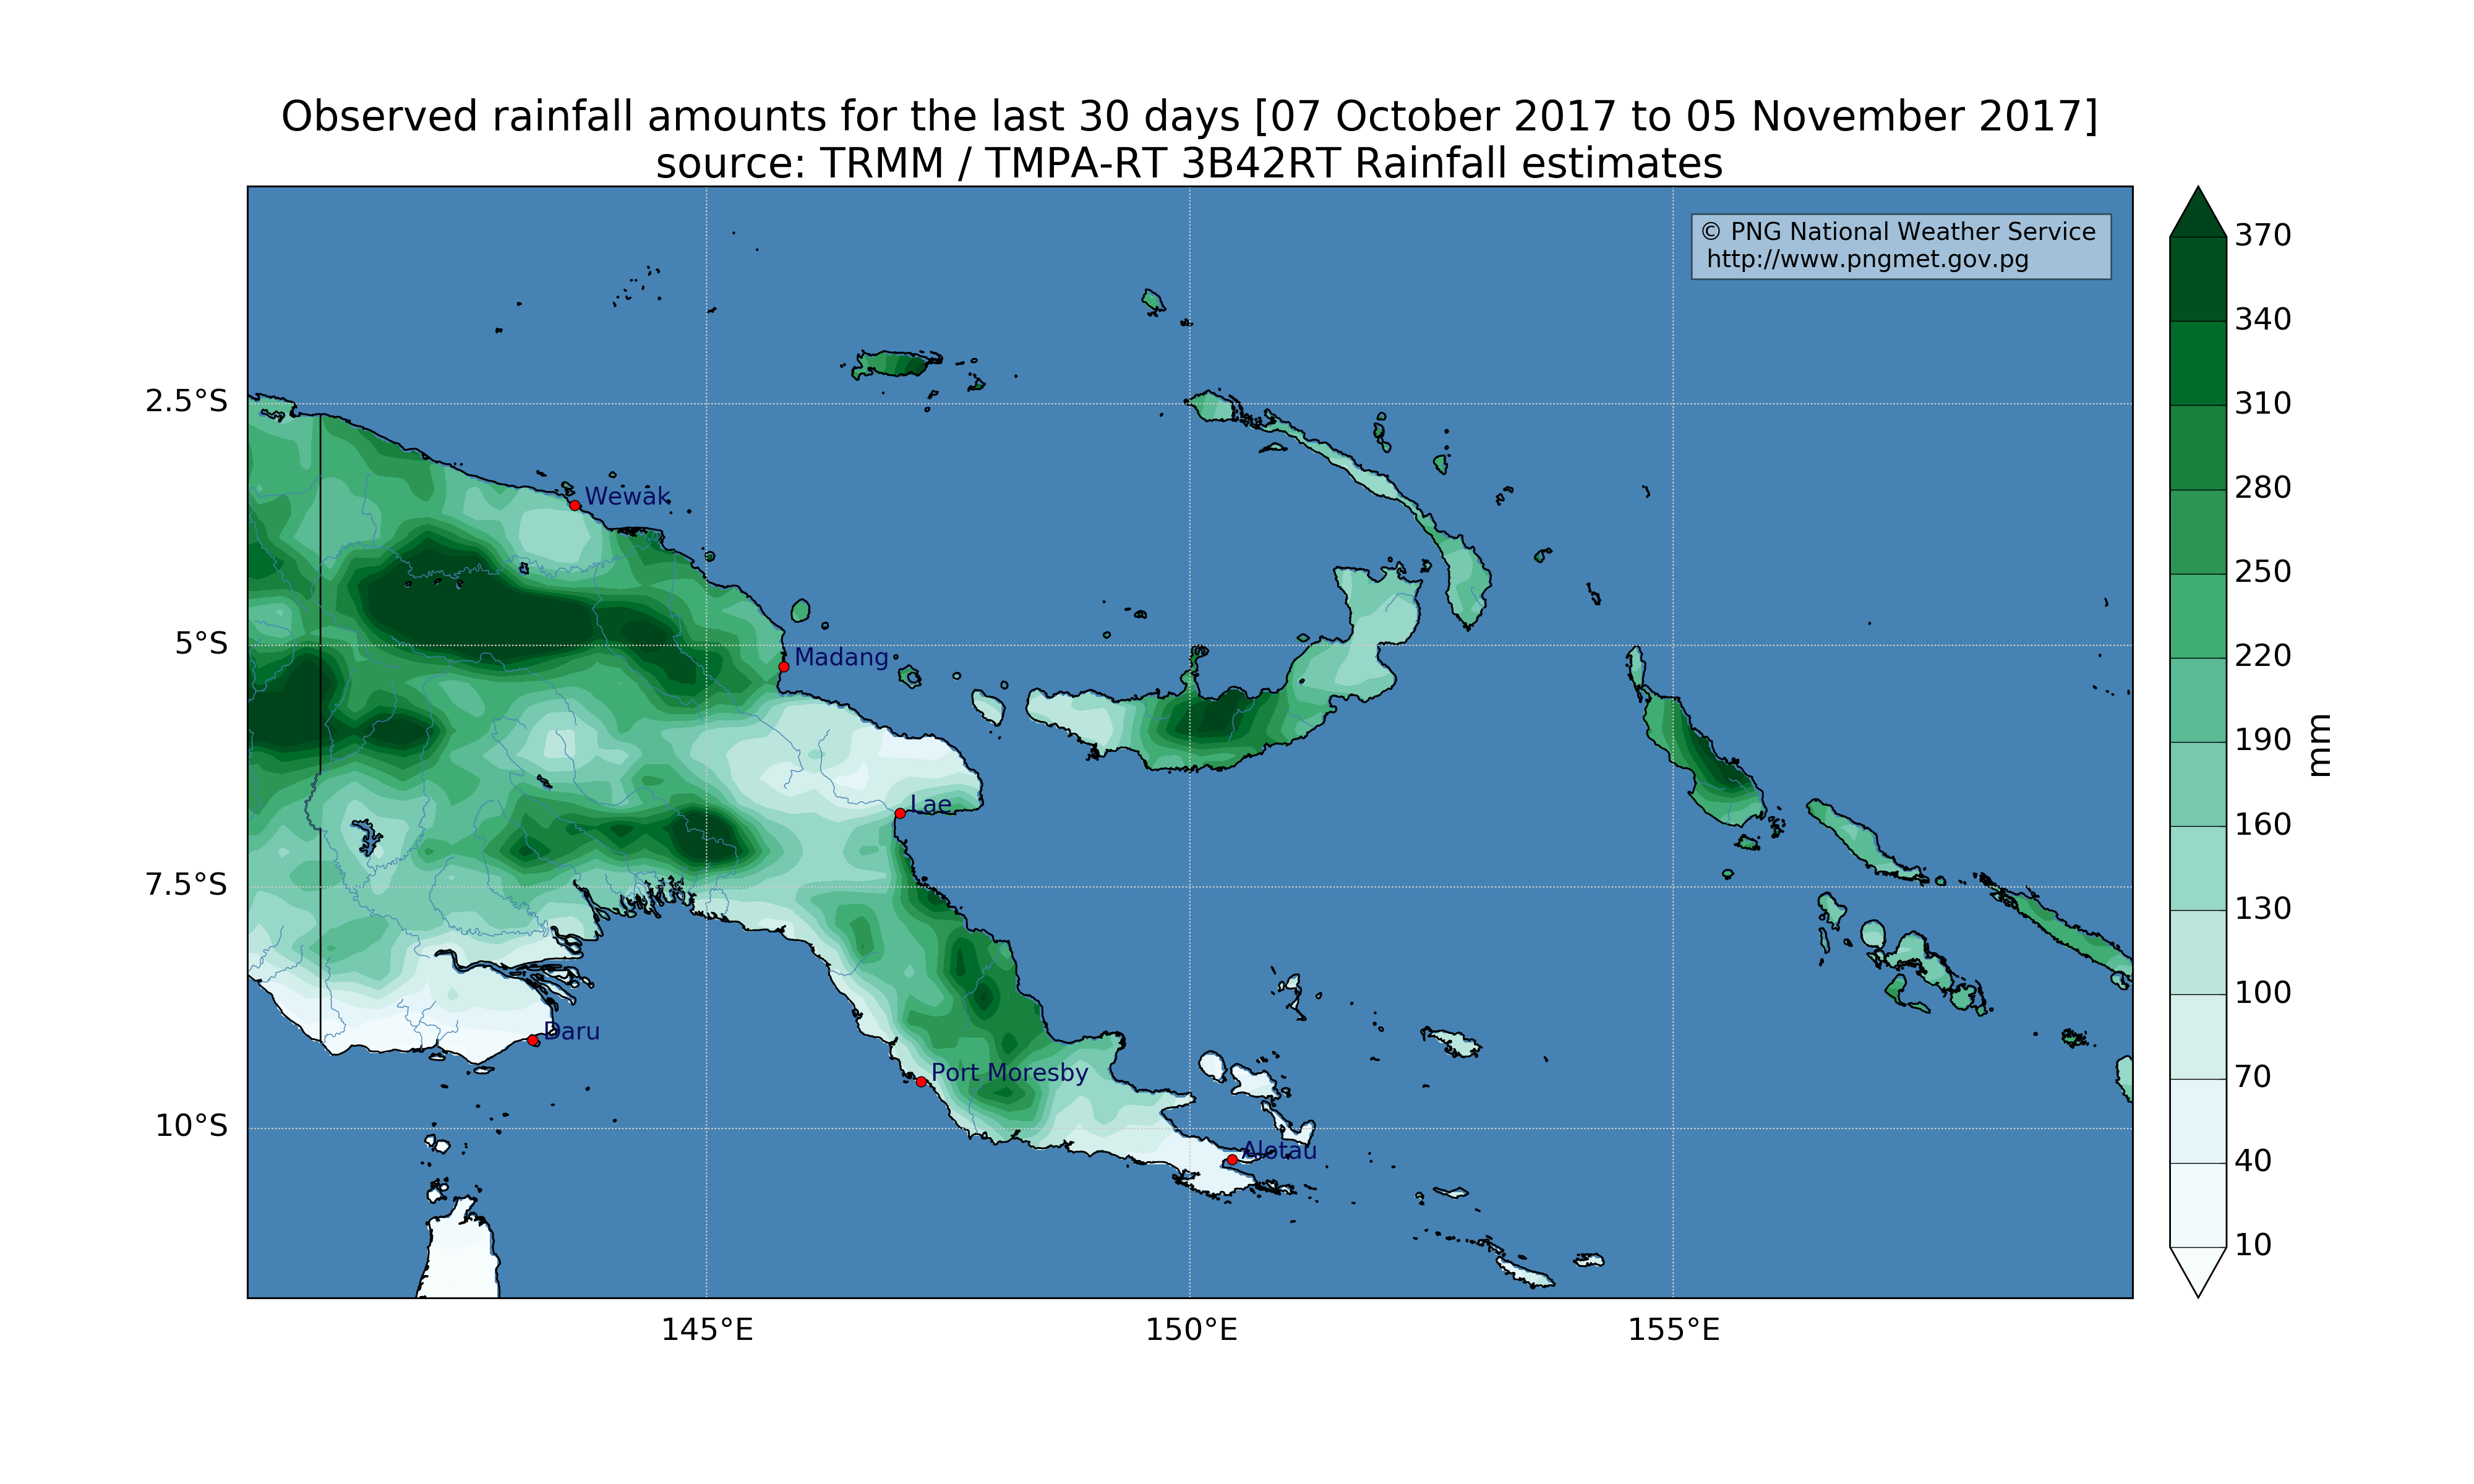 Observed rainfall amounts for the last 30 days [07 October 2017 to 05 November 2017]
source: TRMM / TMPA-RT 3B42RT Rainfall estimates
© PNG National Weather Service
http://www.pngmet.gov.pg
370
340
310
280
250
220
190
160
130
100
70
40
10
mm
2.5°S
5°S
7.5°S
10°S
Wewak
Madang
Lae
Daru
Port Moresby
Alotau
145°E
150°E
155°E